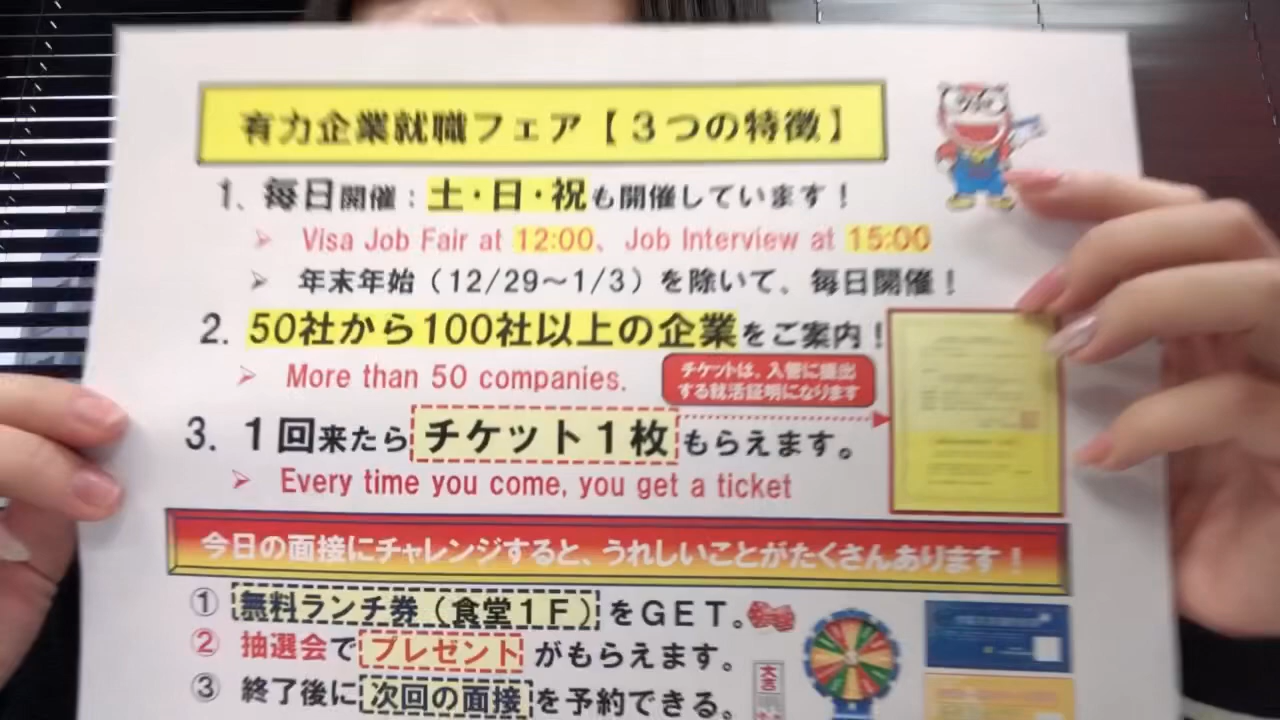 有力企業就職フェア【3つの特徴】
1. 毎日開催：土・日・祝も開催しています！
➢ Visa Job Fair at 12:00、Job Interview at 15:00
➢ 年末年始（12/29～1/3）を除いて、毎日開催！
2. 50社から100社以上の企業をご案内！
➢ More than 50 companies.
チケットは、入管に提出
する就活証明になります
3. 1回来たらチケット1枚もらえます。
➢ Every time you come, you get a ticket
今日の面接にチャレンジすると、うれしいことがたくさんあります！
① 無料ランチ券（食堂1F）をGET。
② 抽選会でプレゼントがもらえます。
③ 終了後に次回の面接を予約できる。
大吉